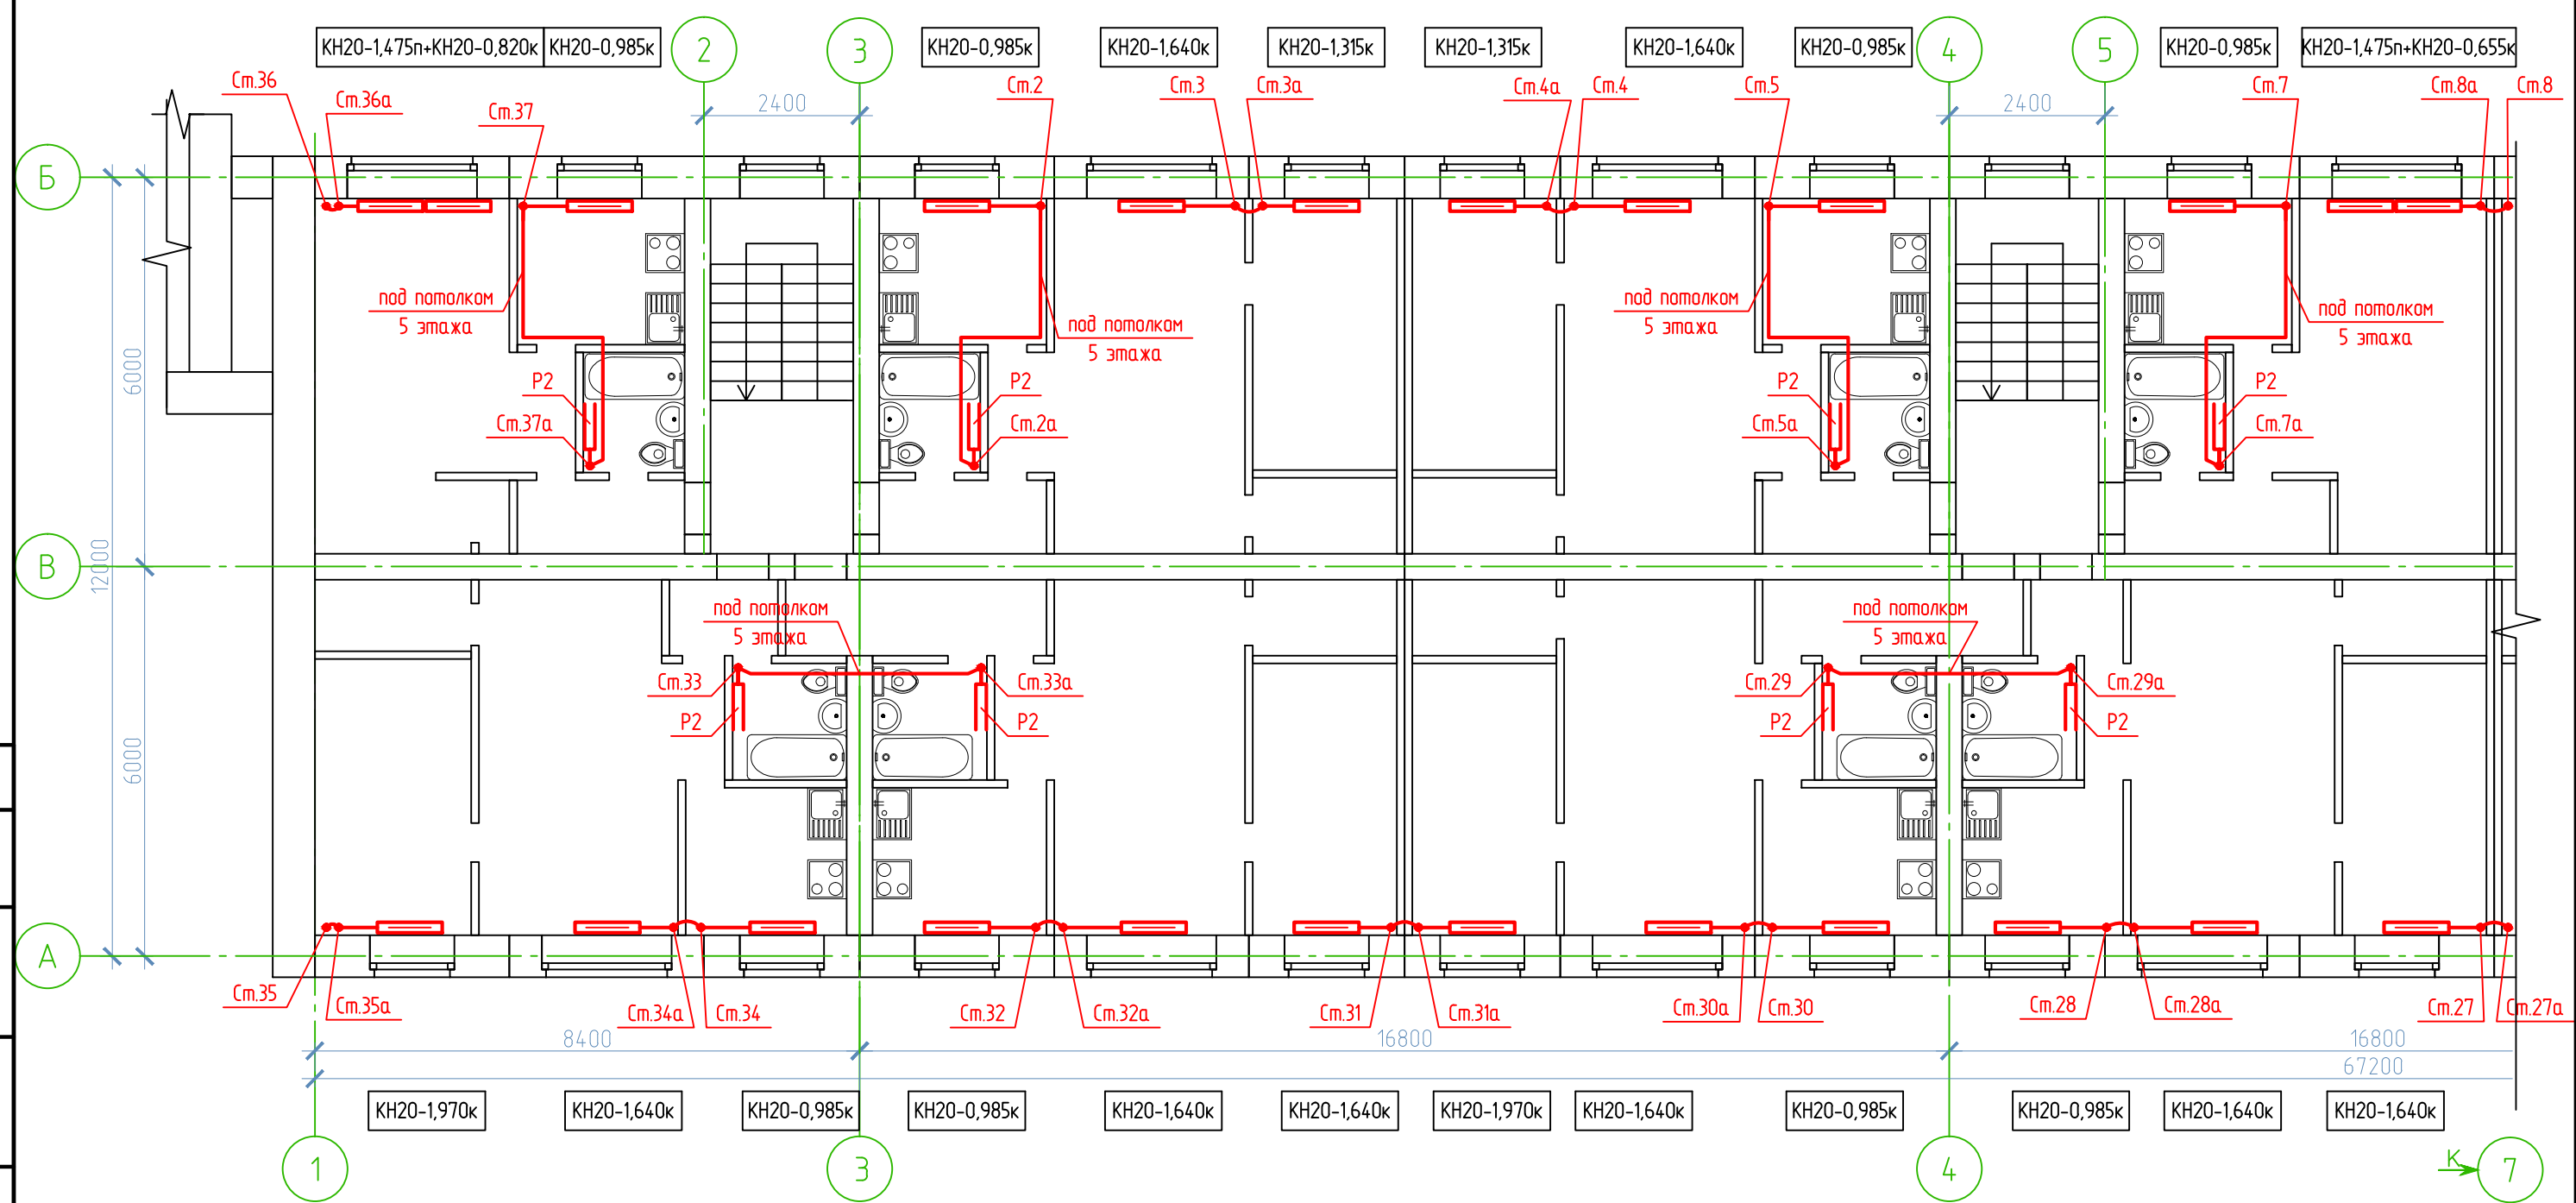 КН20-1,475п+КН20-0,820к КН20-0,985к 2 3 КН20-0,985к КН20-1,640к КН20-1,315к КН20-1,315к КН20-1,640к КН20-0,985к 4 5 КН20-0,985к КН20-1,475п+КН20-0,655к
Ст.36 Ст.36а Ст.37 2400 Ст.2 Ст.3 Ст.3а Ст.4а Ст.4 Ст.5 2400 Ст.7 Ст.8а Ст.8
Б
под потолком
5 этажа
под потолком
5 этажа
под потолком
5 этажа
под потолком
5 этажа
6000
Р2 Р2 Р2 Р2
Ст.37а Ст.2а Ст.5а Ст.7а
В
12000
под потолком
5 этажа
под потолком
5 этажа
Ст.33 Ст.33а Ст.29 Ст.29а
Р2 Р2 Р2 Р2
6000
А
Ст.35 Ст.35а Ст.34а Ст.34 Ст.32 Ст.32а Ст.31 Ст.31а Ст.30а Ст.30 Ст.28 Ст.28а Ст.27 Ст.27а
8400 16800 16800
67200
КН20-1,970к КН20-1,640к КН20-0,985к КН20-0,985к КН20-1,640к КН20-1,640к КН20-1,970к КН20-1,640к КН20-0,985к КН20-0,985к КН20-1,640к КН20-1,640к
1 3 4 К 7